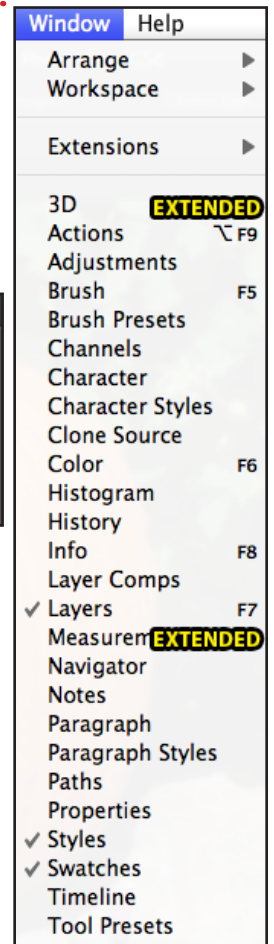 Window Help
Arrange
Workspace
Extensions
3D EXTENDED
Actions ⌥ F9
Adjustments
Brush F5
Brush Presets
Channels
Character
Character Styles
Clone Source
Color F6
Histogram
History
Info F8
Layer Comps
✓ Layers F7
Measurem EXTENDED
Navigator
Notes
Paragraph
Paragraph Styles
Paths
Properties
✓ Styles
✓ Swatches
Timeline
Tool Presets